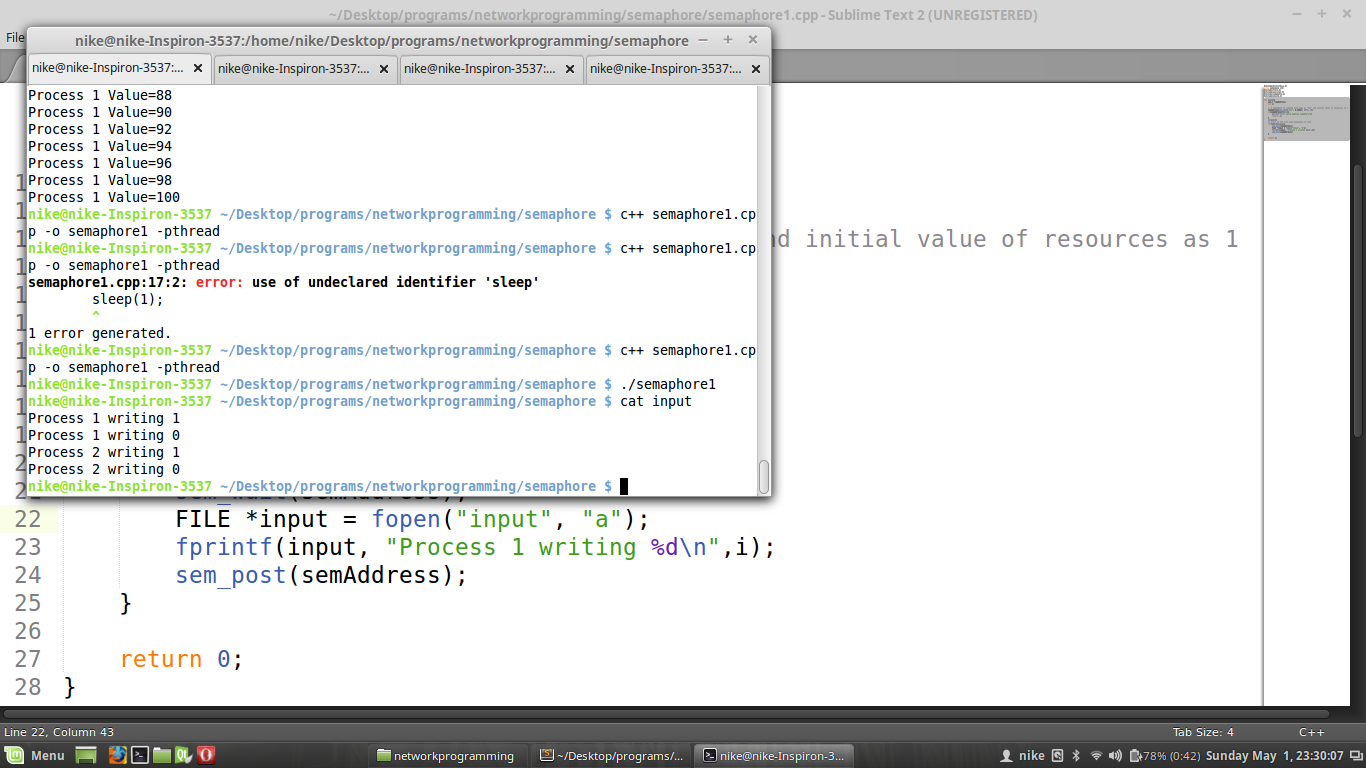 ~/Desktop/programs/networkprogramming/semaphore/semaphore1.cpp - Sublime Text 2 (UNREGISTERED)
File
nike@nike-Inspiron-3537:/home/nike/Desktop/programs/networkprogramming/semaphore
nike@nike-Inspiron-3537:... nike@nike-Inspiron-3537:... nike@nike-Inspiron-3537:... nike@nike-Inspiron-3537:...
Process 1 Value=88
Process 1 Value=90
Process 1 Value=92
Process 1 Value=94
Process 1 Value=96
Process 1 Value=98
Process 1 Value=100
nike@nike-Inspiron-3537 ~/Desktop/programs/networkprogramming/semaphore $ c++ semaphore1.cp
p -o semaphore1 -pthread
nd initial value of resources as 1
nike@nike-Inspiron-3537 ~/Desktop/programs/networkprogramming/semaphore $ c++ semaphore1.cp
p -o semaphore1 -pthread
semaphore1.cpp:17:2: error: use of undeclared identifier 'sleep'
sleep(1);
^
1 error generated.
nike@nike-Inspiron-3537 ~/Desktop/programs/networkprogramming/semaphore $ c++ semaphore1.cp
p -o semaphore1 -pthread
nike@nike-Inspiron-3537 ~/Desktop/programs/networkprogramming/semaphore $ ./semaphore1
nike@nike-Inspiron-3537 ~/Desktop/programs/networkprogramming/semaphore $ cat input
Process 1 writing 1
Process 1 writing 0
Process 2 writing 1
Process 2 writing 0
nike@nike-Inspiron-3537 ~/Desktop/programs/networkprogramming/semaphore $
21 sem_wait(semAddress);
22 FILE *input = fopen("input", "a");
23 fprintf(input, "Process 1 writing %d\n",i);
24 sem_post(semAddress);
25 }
26
27 return 0;
28 }
Line 22, Column 43 Tab Size: 4 C++
Menu networkprogramming ~/Desktop/programs/... nike@nike-Inspiron-3... nike 78% (0:42) Sunday May 1, 23:30:07